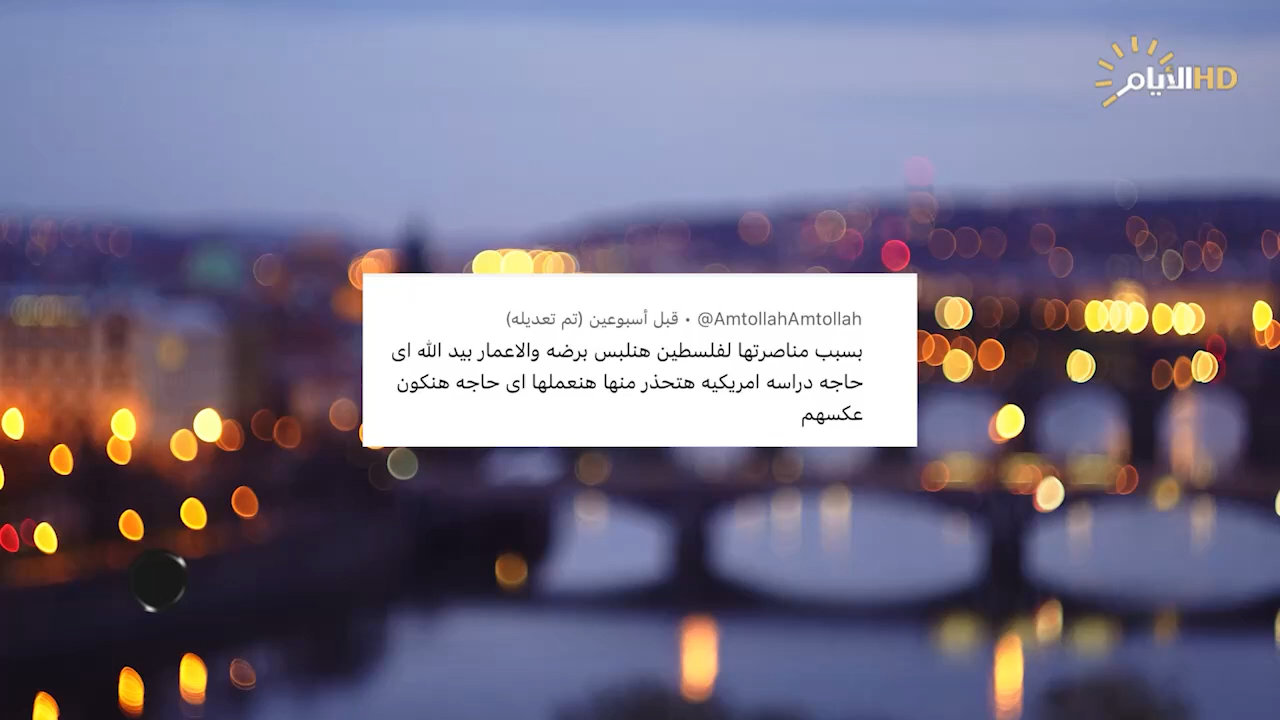 الأيامHD
@AmtollahAmtollah • قبل أسبوعين (تم تعديله)
بسبب مناصرتها لفلسطين هنلبس برضه والاعمار بيد الله اى
حاجه دراسه امريكيه هتحذر منها هنعملها اى حاجه هنكون
عكسهم